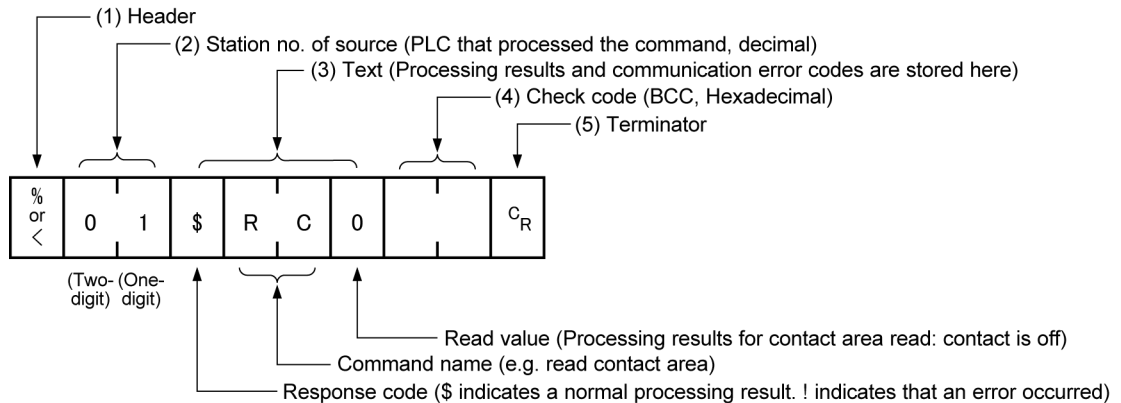 (1) Header
(2) Station no. of source (PLC that processed the command, decimal)
(3) Text (Processing results and communication error codes are stored here)
(4) Check code (BCC, Hexadecimal)
(5) Terminator
%
or
<
0 1 $ R C 0 CR
(Two- (One-
digit) digit)
Read value (Processing results for contact area read: contact is off)
Command name (e.g. read contact area)
Response code ($ indicates a normal processing result. ! indicates that an error occurred)